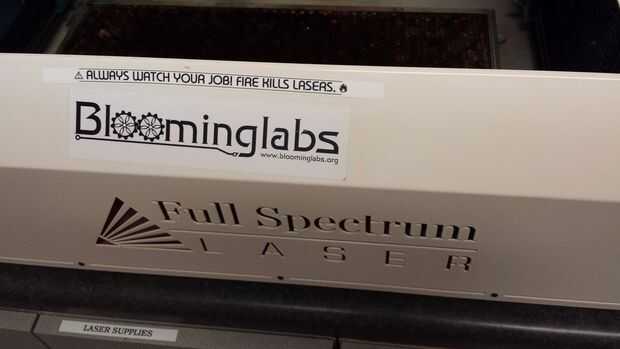 ⚠ ALWAYS WATCH YOUR JOB! FIRE KILLS LASERS. 🔥
Bloominglabs
www.bloominglabs.org
Full Spectrum
LASER
LASER SUPPLIES